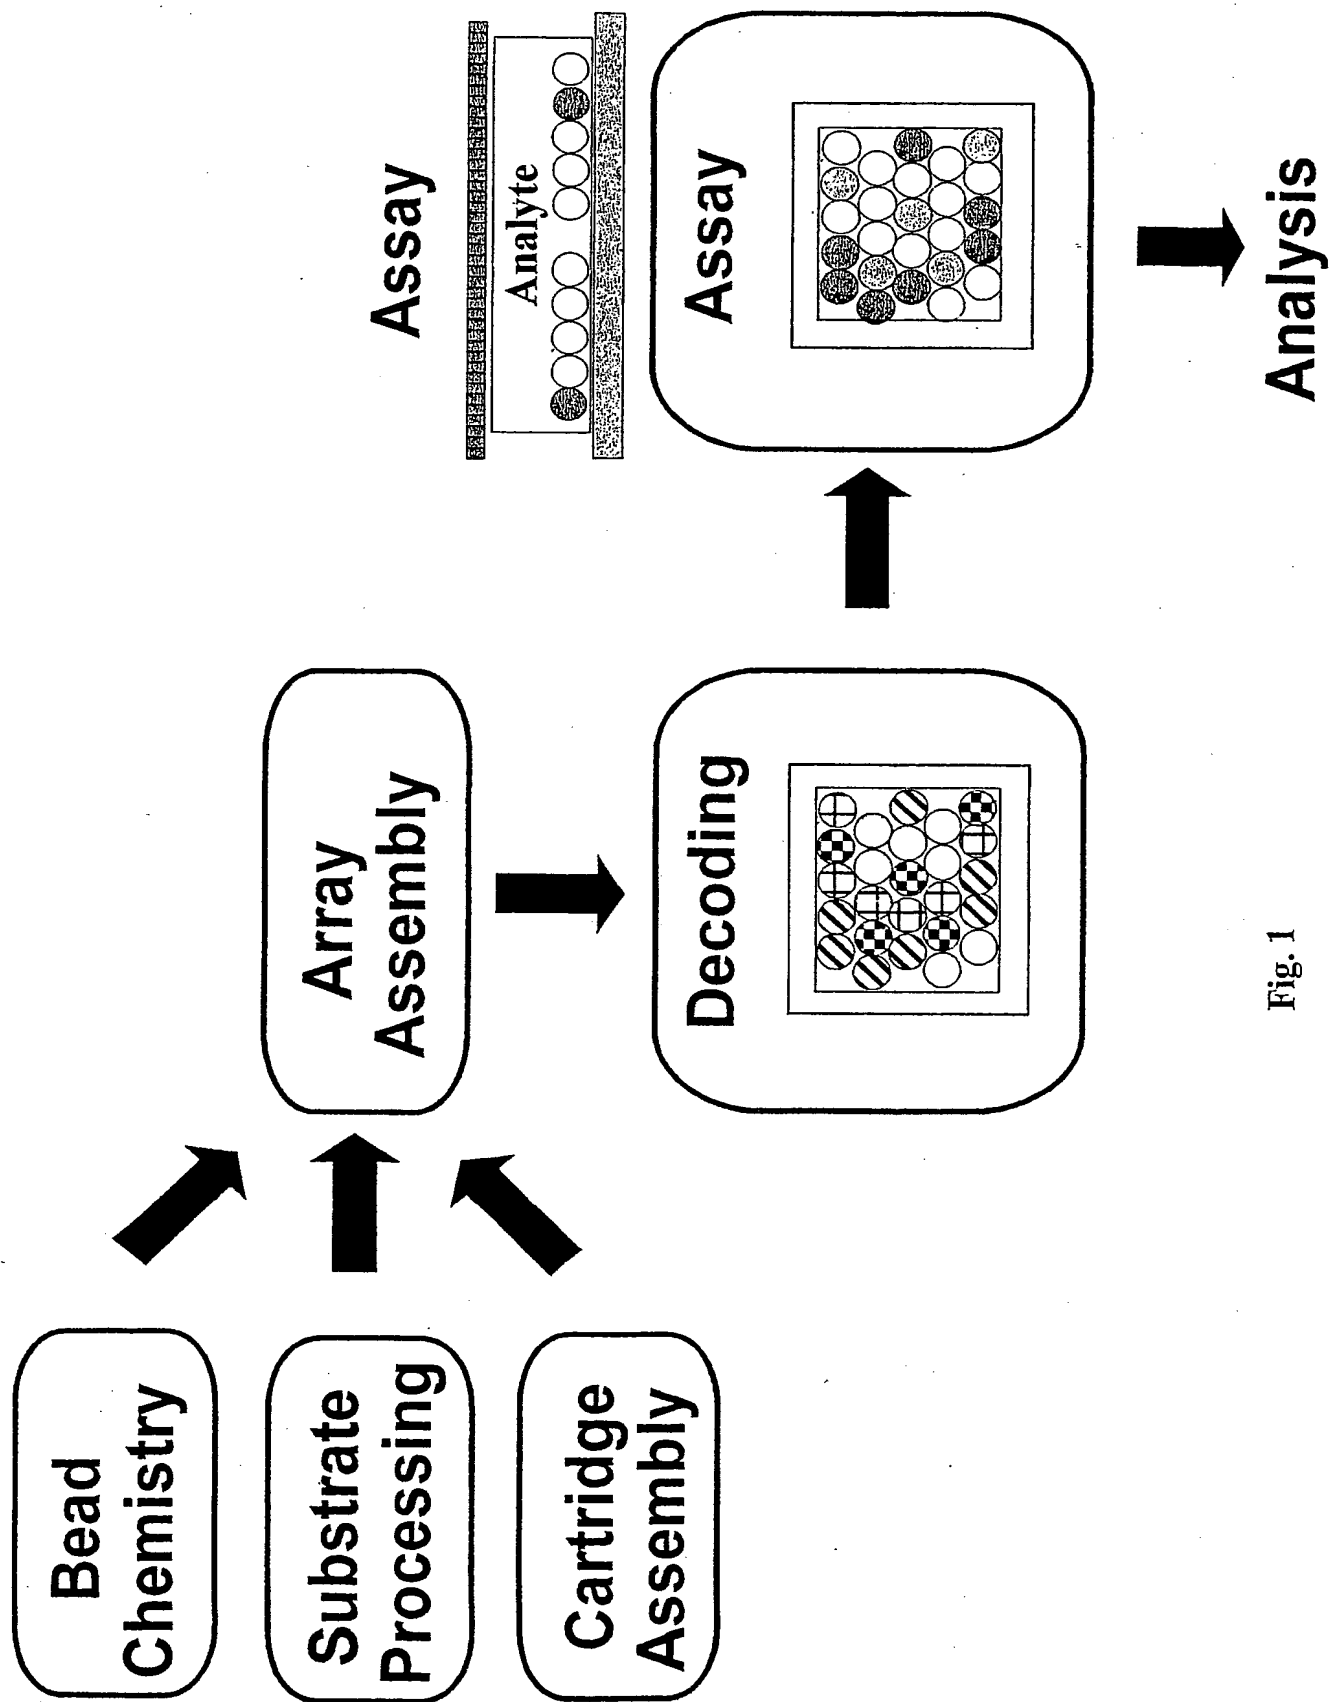 Bead
Chemistry
Substrate
Processing
Cartridge
Assembly
Array
Assembly
Decoding
Assay
Analyte
Assay
Analysis
Fig. 1